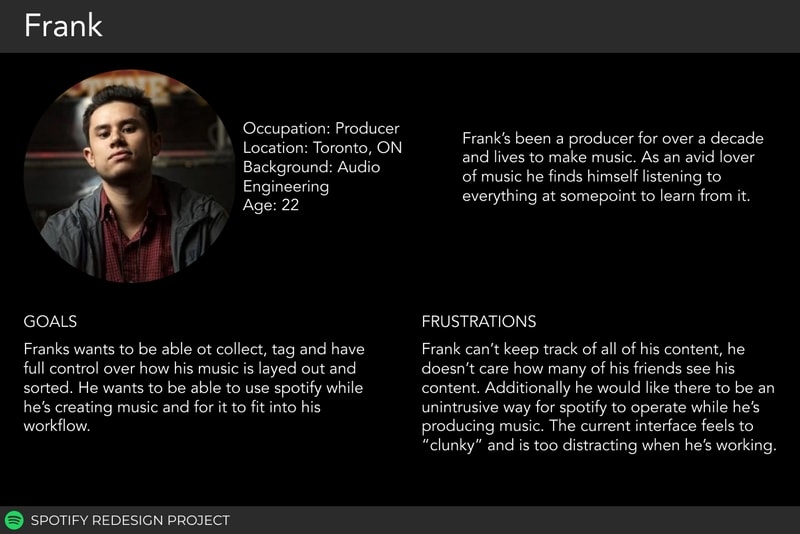 Frank
Occupation: Producer
Location: Toronto, ON
Background: Audio
Engineering
Age: 22
Frank's been a producer for over a decade
and lives to make music. As an avid lover
of music he finds himself listening to
everything at somepoint to learn from it.
GOALS
Franks wants to be able ot collect, tag and have
full control over how his music is layed out and
sorted. He wants to be able to use spotify while
he's creating music and for it to fit into his
workflow.
FRUSTRATIONS
Frank can't keep track of all of his content, he
doesn't care how many of his friends see his
content. Additionally he would like there to be an
unintrusive way for spotify to operate while he's
producing music. The current interface feels to
“clunky” and is too distracting when he's working.
SPOTIFY REDESIGN PROJECT